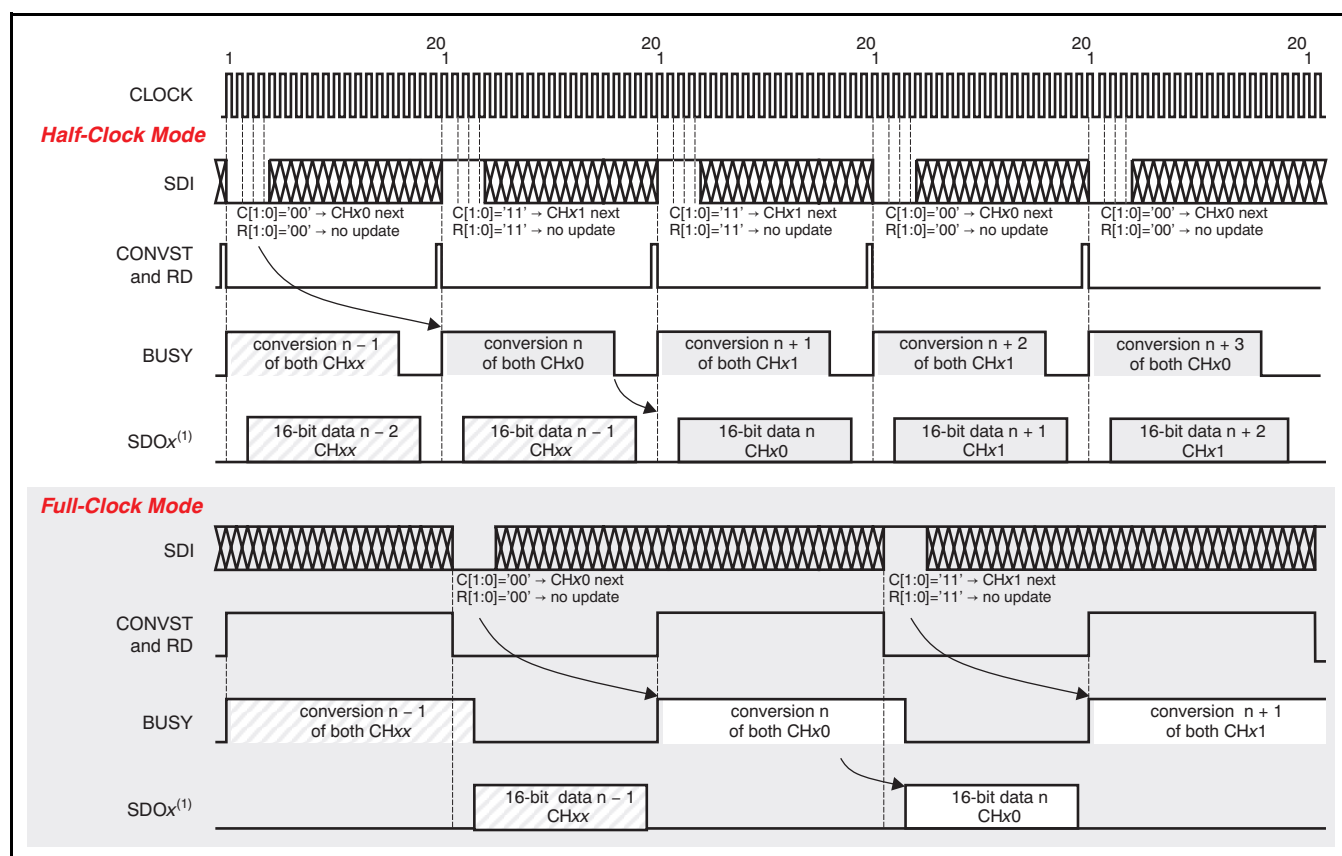 20 20 20 20 20
1 1 1 1 1 1
CLOCK
Half-Clock Mode
SDI
C[1:0]='00' → CHx0 next
R[1:0]='00' → no update
C[1:0]='11' → CHx1 next
R[1:0]='11' → no update
C[1:0]='11' → CHx1 next
R[1:0]='11' → no update
C[1:0]='00' → CHx0 next
R[1:0]='00' → no update
C[1:0]='00' → CHx0 next
R[1:0]='00' → no update
CONVST
and RD
BUSY
conversion n − 1
of both CHxx
conversion n
of both CHx0
conversion n + 1
of both CHx1
conversion n + 2
of both CHx1
conversion n + 3
of both CHx0
SDOx(1)
16-bit data n − 2
CHxx
16-bit data n − 1
CHxx
16-bit data n
CHx0
16-bit data n + 1
CHx1
16-bit data n + 2
CHx1
Full-Clock Mode
SDI
C[1:0]='00' → CHx0 next
R[1:0]='00' → no update
C[1:0]='11' → CHx1 next
R[1:0]='11' → no update
CONVST
and RD
BUSY
conversion n − 1
of both CHxx
conversion n
of both CHx0
conversion n + 1
of both CHx1
SDOx(1)
16-bit data n − 1
CHxx
16-bit data n
CHx0